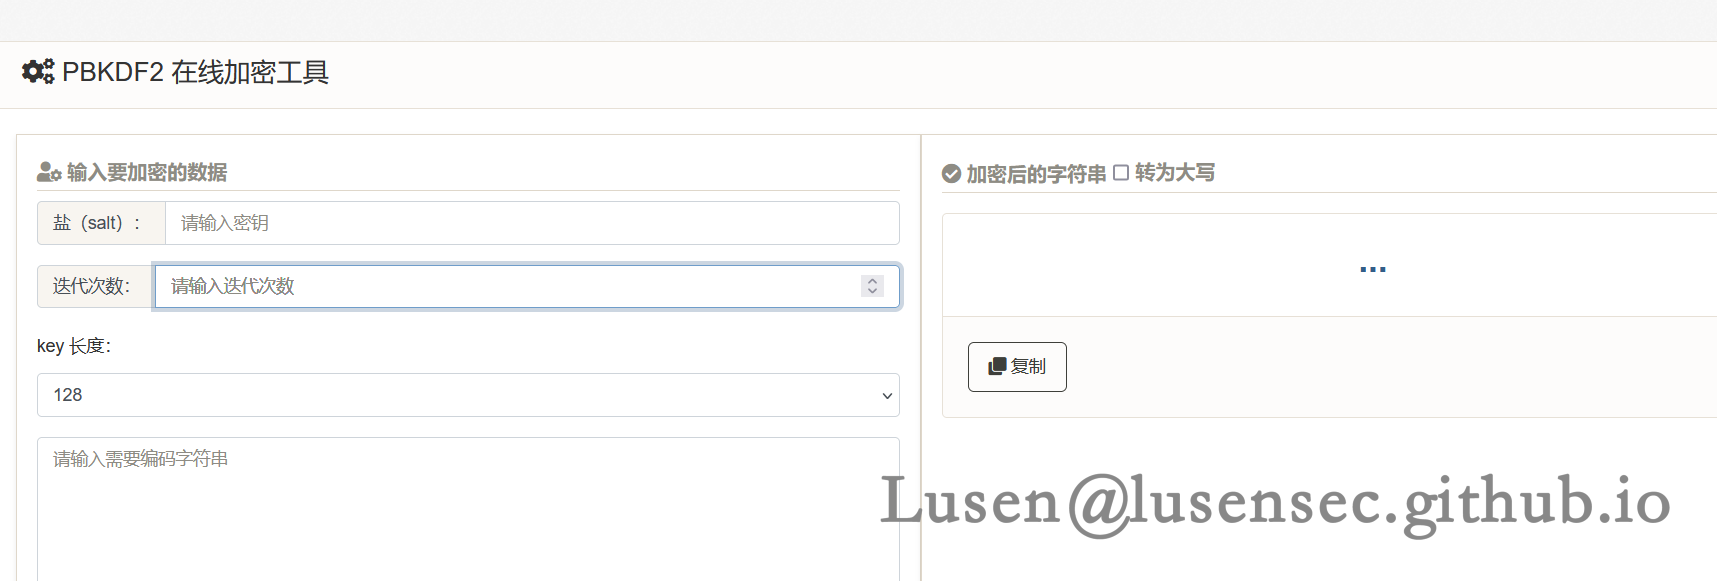 PBKDF2 在线加密工具
输入要加密的数据
盐（salt）：
请输入密钥
迭代次数：
请输入迭代次数
key 长度：
128
请输入需要编码字符串
加密后的字符串 转为大写
...
复制
Lusen@lusensec.github.io